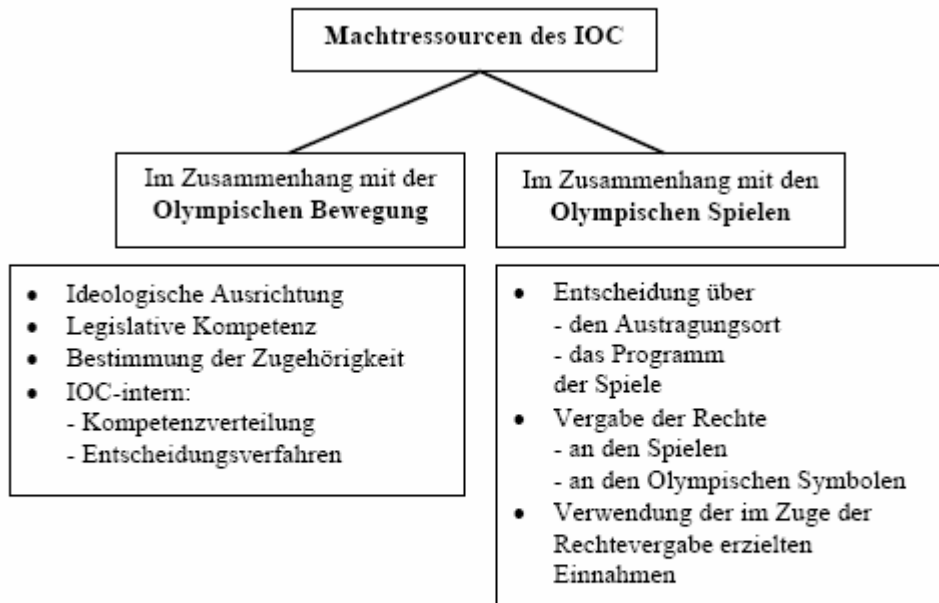 Machtressourcen des IOC
Im Zusammenhang mit der
Olympischen Bewegung
Im Zusammenhang mit den
Olympischen Spielen
• Ideologische Ausrichtung
• Legislative Kompetenz
• Bestimmung der Zugehörigkeit
• IOC-intern:
- Kompetenzverteilung
- Entscheidungsverfahren
• Entscheidung über
- den Austragungsort
- das Programm
der Spiele
• Vergabe der Rechte
- an den Spielen
- an den Olympischen Symbolen
• Verwendung der im Zuge der
Rechtevergabe erzielten
Einnahmen